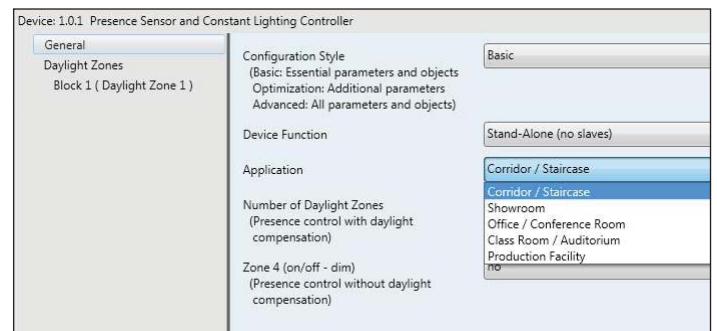 Device: 1.0.1 Presence Sensor and Constant Lighting Controller
General
Daylight Zones
Block 1 ( Daylight Zone 1 )
Configuration Style
(Basic: Essential parameters and objects
Optimization: Additional parameters
Advanced: All parameters and objects)
Basic
Device Function
Stand-Alone (no slaves)
Application
Corridor / Staircase
Corridor / Staircase
Showroom
Office / Conference Room
Class Room / Auditorium
Production Facility
Number of Daylight Zones
(Presence control with daylight
compensation)
Zone 4 (on/off - dim)
(Presence control without daylight
compensation)
no